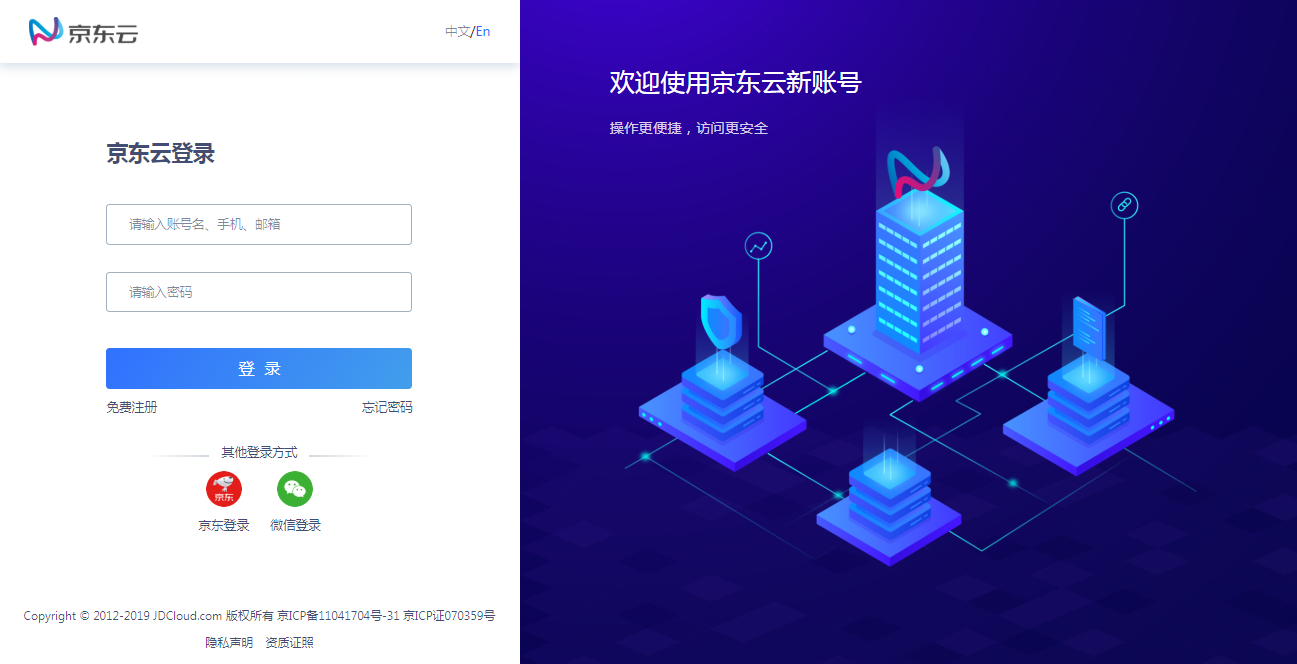 京东云
中文/En
京东云登录
请输入账号名、手机、邮箱
请输入密码
登 录
免费注册
忘记密码
其他登录方式
京东
京东登录
微信登录
Copyright © 2012-2019 JDCloud.com 版权所有 京ICP备11041704号-31 京ICP证070359号
隐私声明 资质证照
欢迎使用京东云新账号
操作更便捷，访问更安全